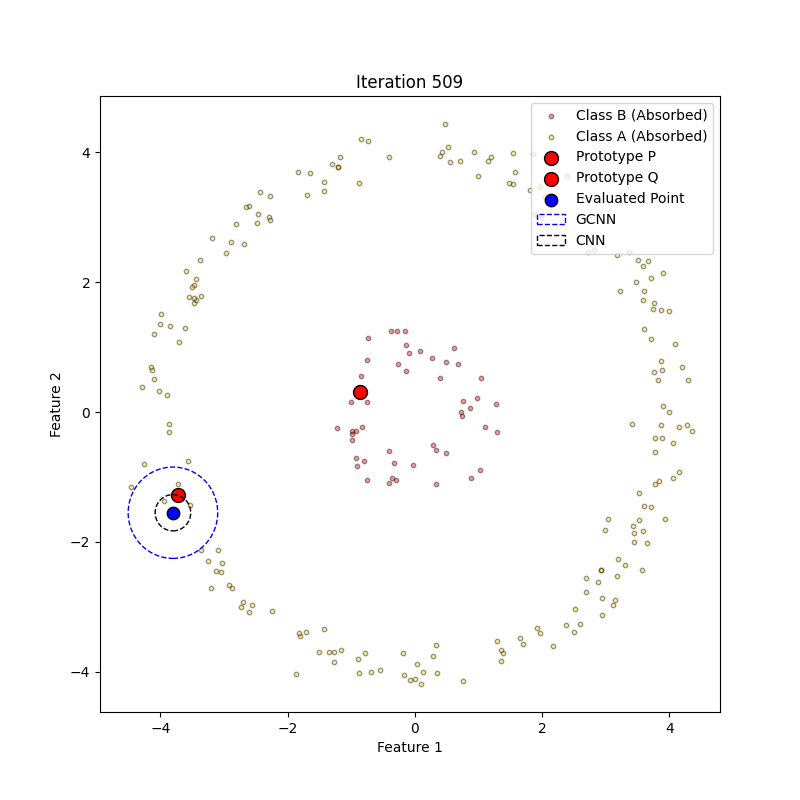 Iteration 509
Class B (Absorbed)
Class A (Absorbed)
Prototype P
Prototype Q
Evaluated Point
GCNN
CNN
4
2
0
−2
−4
Feature 2
−4 −2 0 2 4
Feature 1